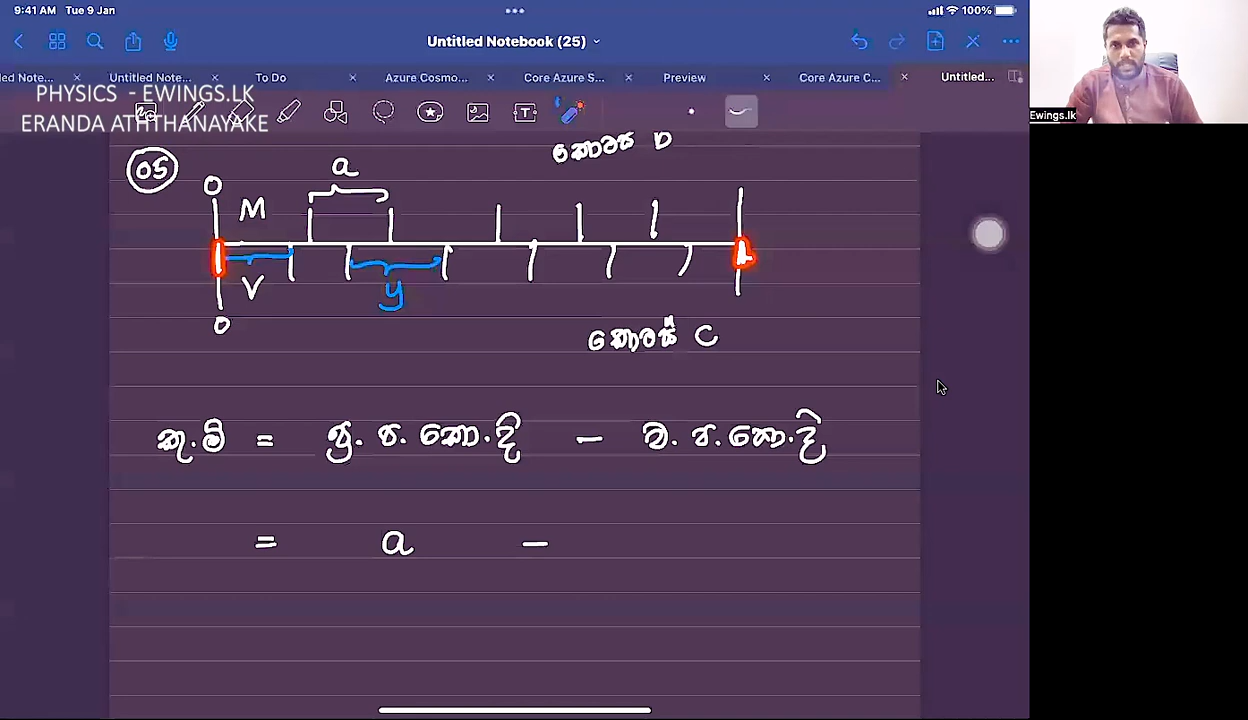 9:41 AM Tue 9 Jan
100%
Untitled Notebook (25)
led Note...
Untitled Note...
To Do
Azure Cosmo...
Core Azure S...
Preview
Core Azure C...
Untitled...
PHYSICS - EWINGS.LK
ERANDA ATHTHANAYAKE
Ewings.lk
කොටස් D
05
a
0
M
V
y
0
කොටස් C
කු.මි = ප්‍ර. ප. කො.දි - ව. ප. කො.දි
= a -